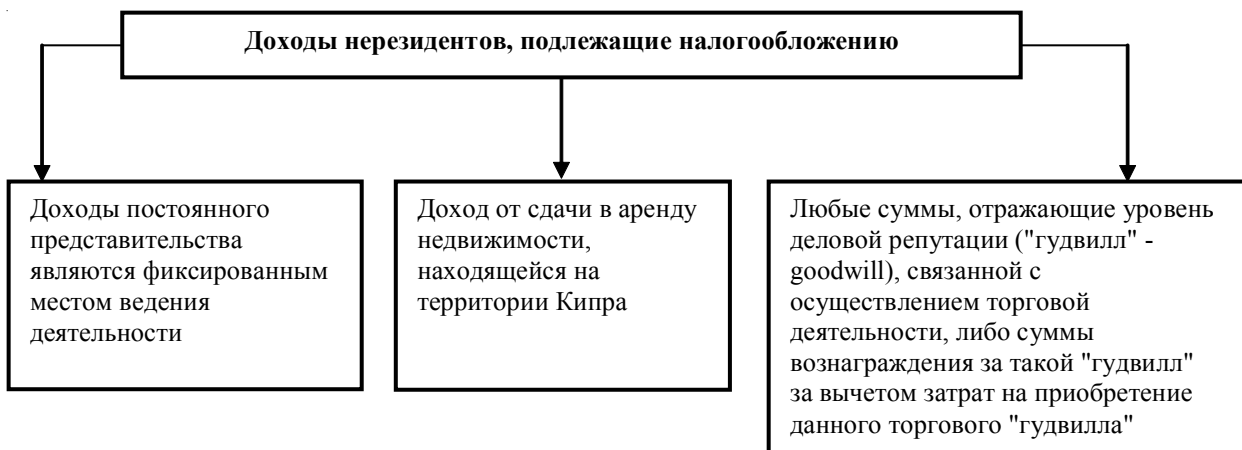 Доходы нерезидентов, подлежащие налогообложению
Доходы постоянного
представительства
являются фиксированным
местом ведения
деятельности
Доход от сдачи в аренду
недвижимости,
находящейся на
территории Кипра
Любые суммы, отражающие уровень
деловой репутации ("гудвилл" -
goodwill), связанной с
осуществлением торговой
деятельности, либо суммы
вознаграждения за такой "гудвилл"
за вычетом затрат на приобретение
данного торгового "гудвилла"